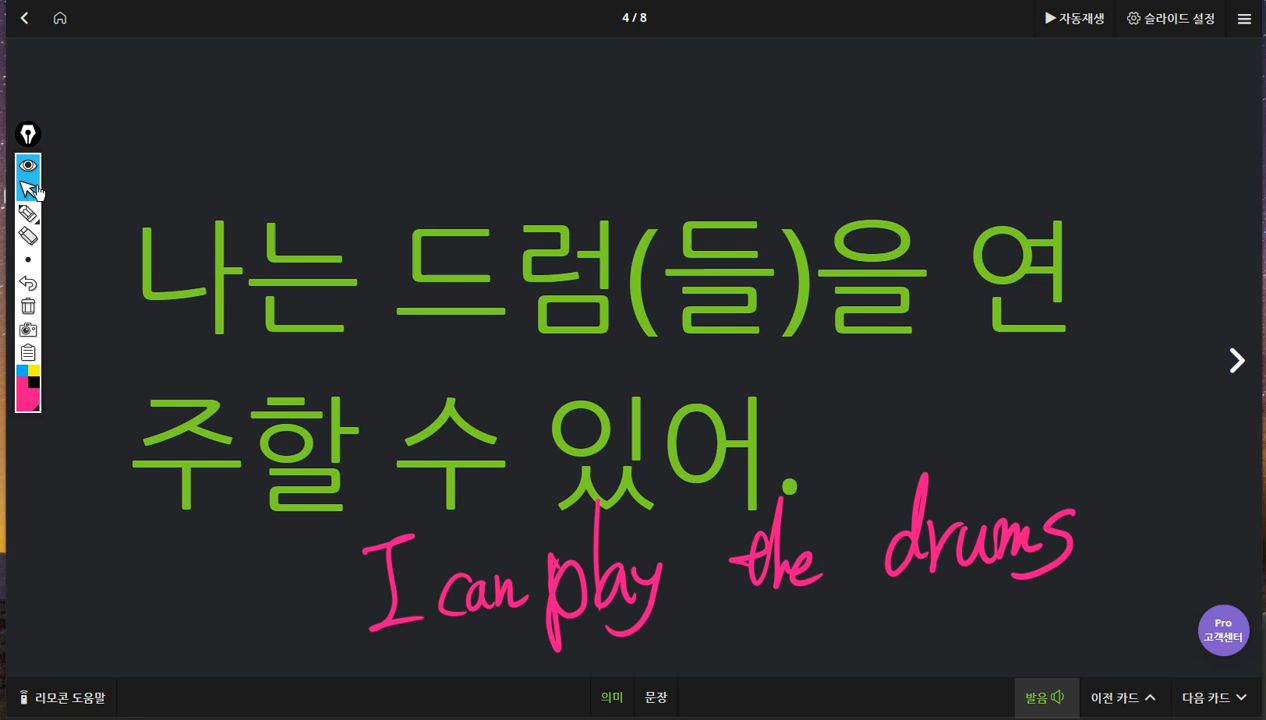 4 / 8
자동재생
슬라이드 설정
나는 드럼(들)을 연
주할 수 있어.
I can play the drums
Pro
고객센터
리모콘 도움말
의미
문장
발음
이전 카드
다음 카드